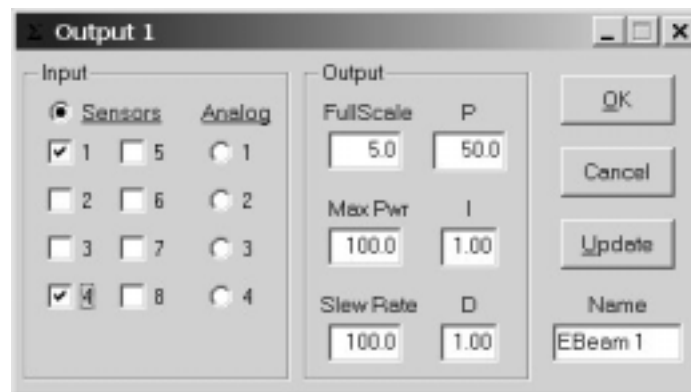 Σ Output 1
Input
Sensors Analog
1 5 1
2 6 2
3 7 3
4 8 4
Output
FullScale P
5.0 50.0
Max Pwr I
100.0 1.00
Slew Rate D
100.0 1.00
OK
Cancel
Update
Name
EBeam 1